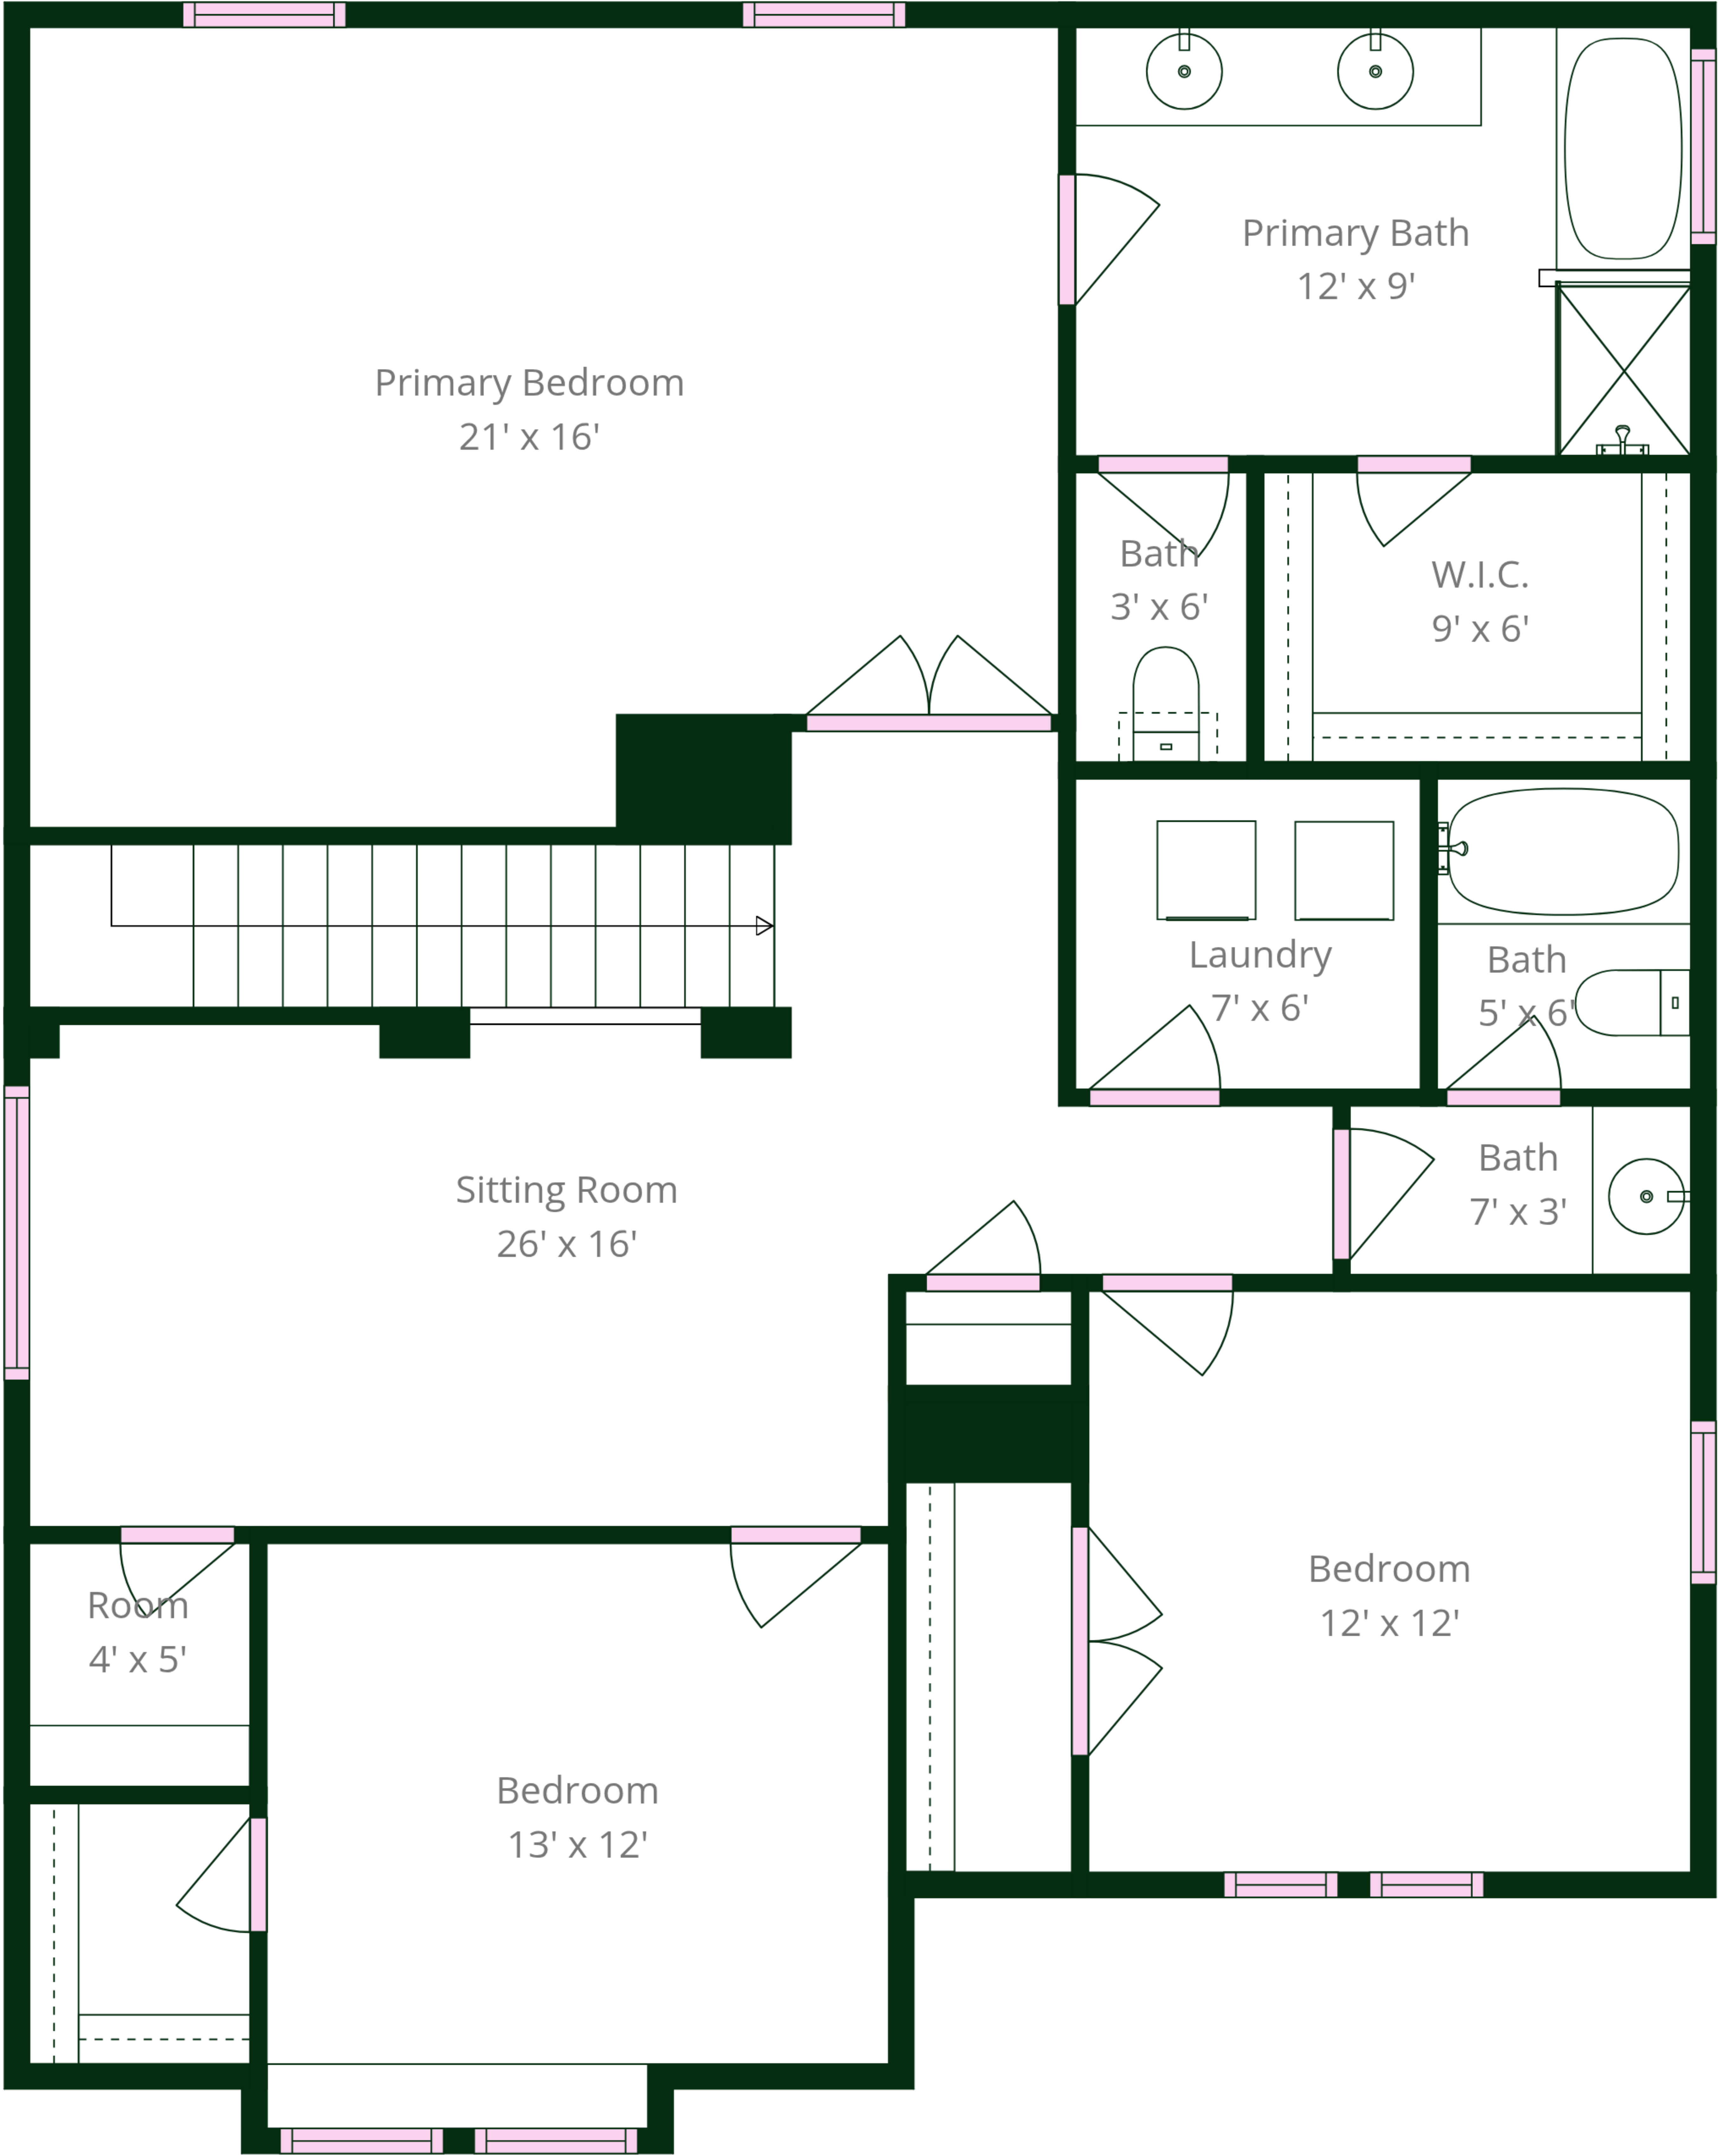 Primary Bath
12' x 9'
Primary Bedroom
21' x 16'
Bath
3' x 6'
W.I.C.
9' x 6'
Laundry
7' x 6'
Bath
5' x 6'
Bath
7' x 3'
Sitting Room
26' x 16'
Bedroom
12' x 12'
Room
4' x 5'
Bedroom
13' x 12'